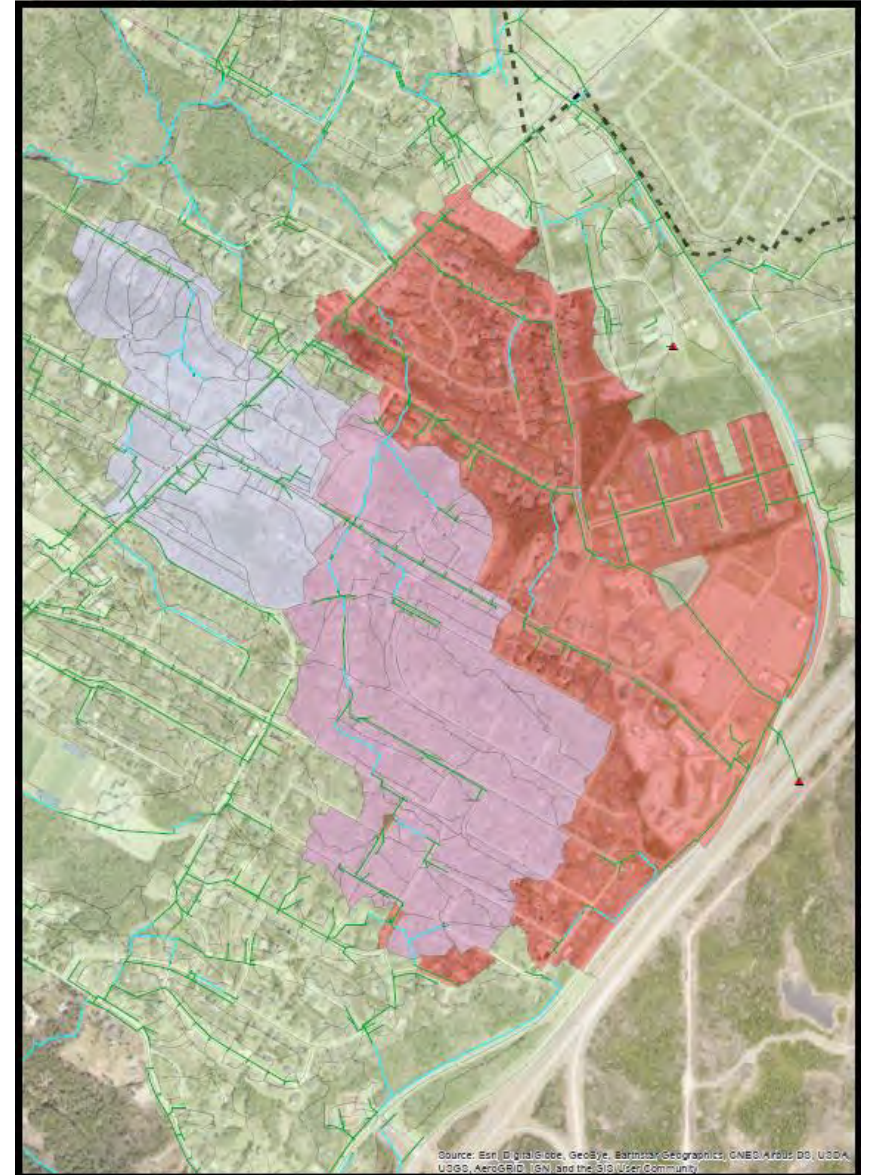 Source: Esri, DigitalGlobe, GeoEye, Earthstar Geographics, CNES/Airbus DS, USDA,
USGS, AeroGRID, IGN, and the GIS User Community